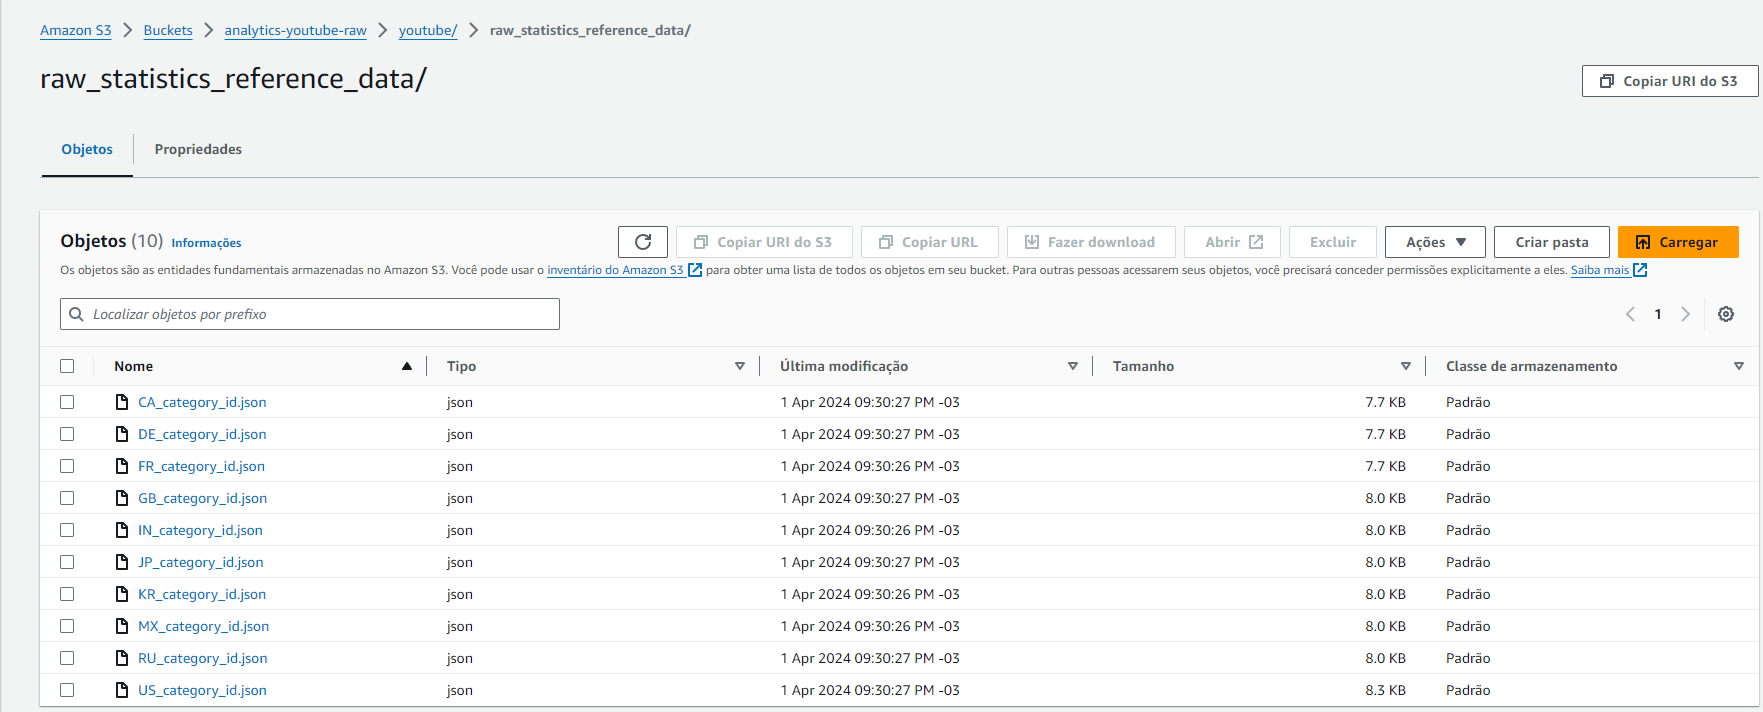 Amazon S3 > Buckets > analytics-youtube-raw > youtube/ > raw_statistics_reference_data/
raw_statistics_reference_data/
Copiar URI do S3
Objetos Propriedades
Objetos (10) Informações
Copiar URI do S3 Copiar URL Fazer download Abrir Excluir Ações Criar pasta Carregar
Os objetos são as entidades fundamentais armazenadas no Amazon S3. Você pode usar o inventário do Amazon S3 para obter uma lista de todos os objetos em seu bucket. Para outras pessoas acessarem seus objetos, você precisará conceder permissões explicitamente a eles. Saiba mais
Localizar objetos por prefixo
1
Nome Tipo Última modificação Tamanho Classe de armazenamento
CA_category_id.json json 1 Apr 2024 09:30:27 PM -03 7.7 KB Padrão
DE_category_id.json json 1 Apr 2024 09:30:27 PM -03 7.7 KB Padrão
FR_category_id.json json 1 Apr 2024 09:30:26 PM -03 7.7 KB Padrão
GB_category_id.json json 1 Apr 2024 09:30:27 PM -03 8.0 KB Padrão
IN_category_id.json json 1 Apr 2024 09:30:26 PM -03 8.0 KB Padrão
JP_category_id.json json 1 Apr 2024 09:30:27 PM -03 8.0 KB Padrão
KR_category_id.json json 1 Apr 2024 09:30:26 PM -03 8.0 KB Padrão
MX_category_id.json json 1 Apr 2024 09:30:26 PM -03 8.0 KB Padrão
RU_category_id.json json 1 Apr 2024 09:30:27 PM -03 8.0 KB Padrão
US_category_id.json json 1 Apr 2024 09:30:27 PM -03 8.3 KB Padrão